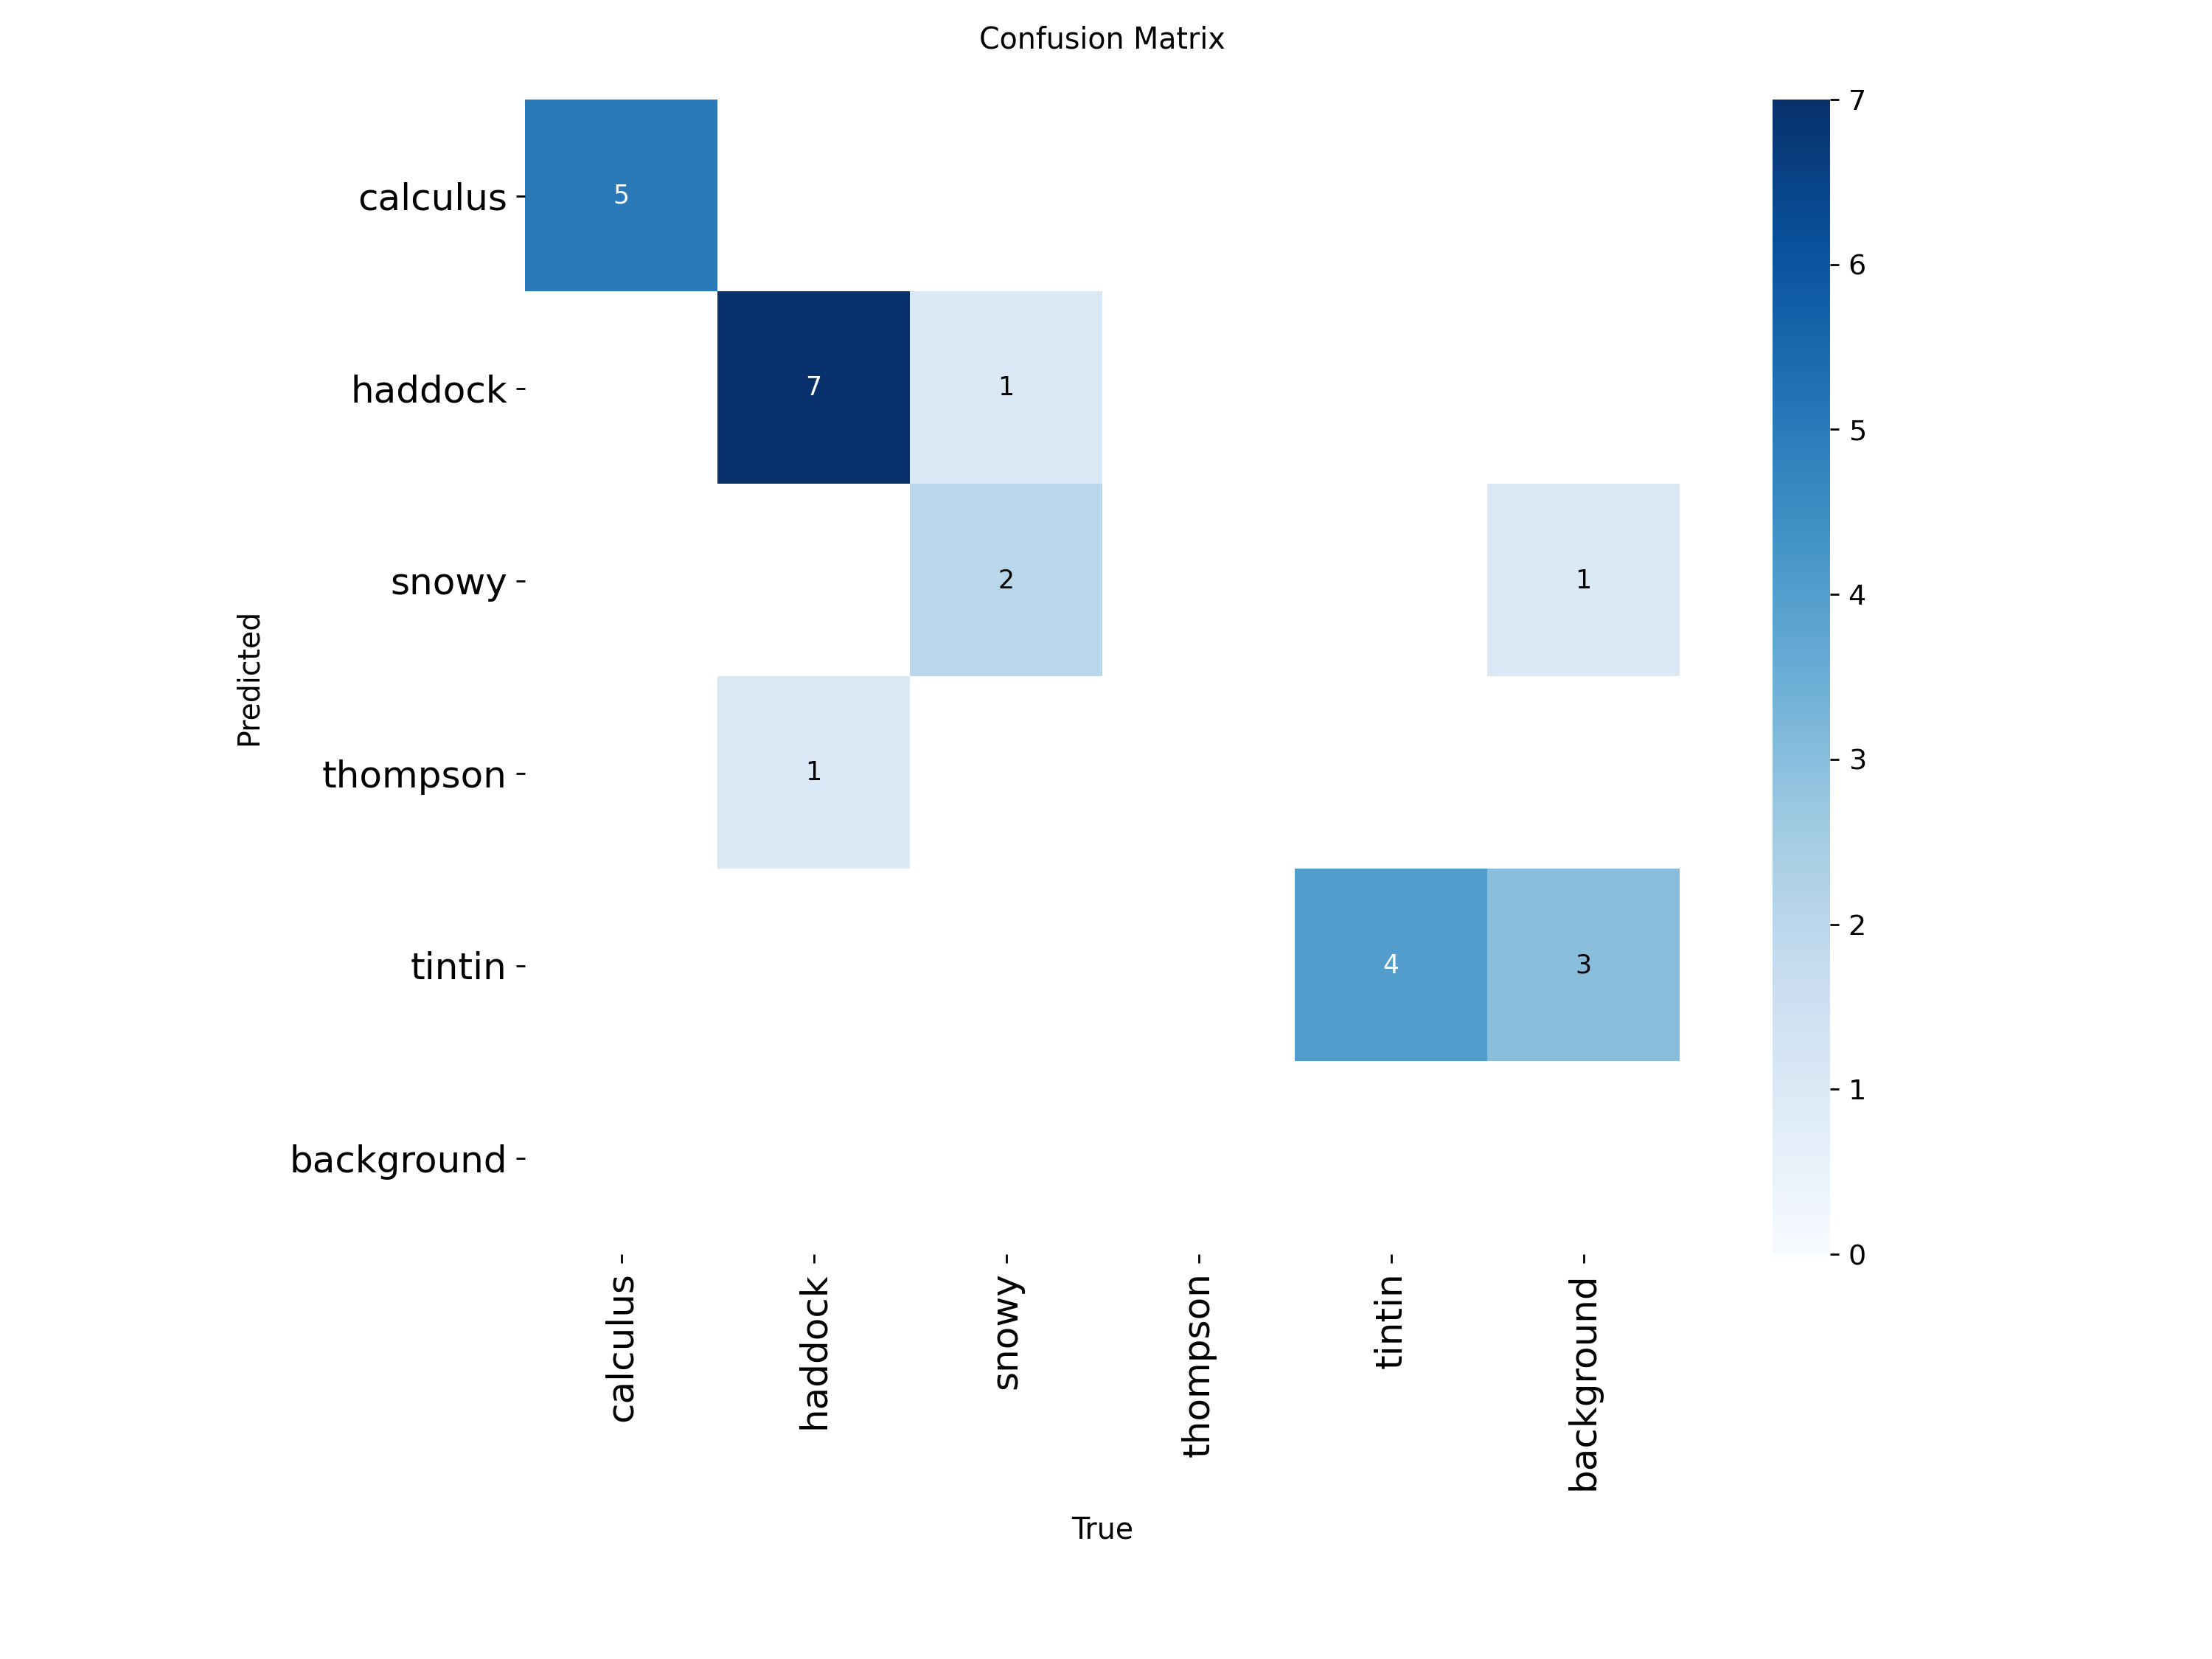 Confusion Matrix
calculus
haddock
snowy
thompson
tintin
background
Predicted
5
7
1
2
1
1
4
3
calculus
haddock
snowy
thompson
tintin
background
True
7
6
5
4
3
2
1
0